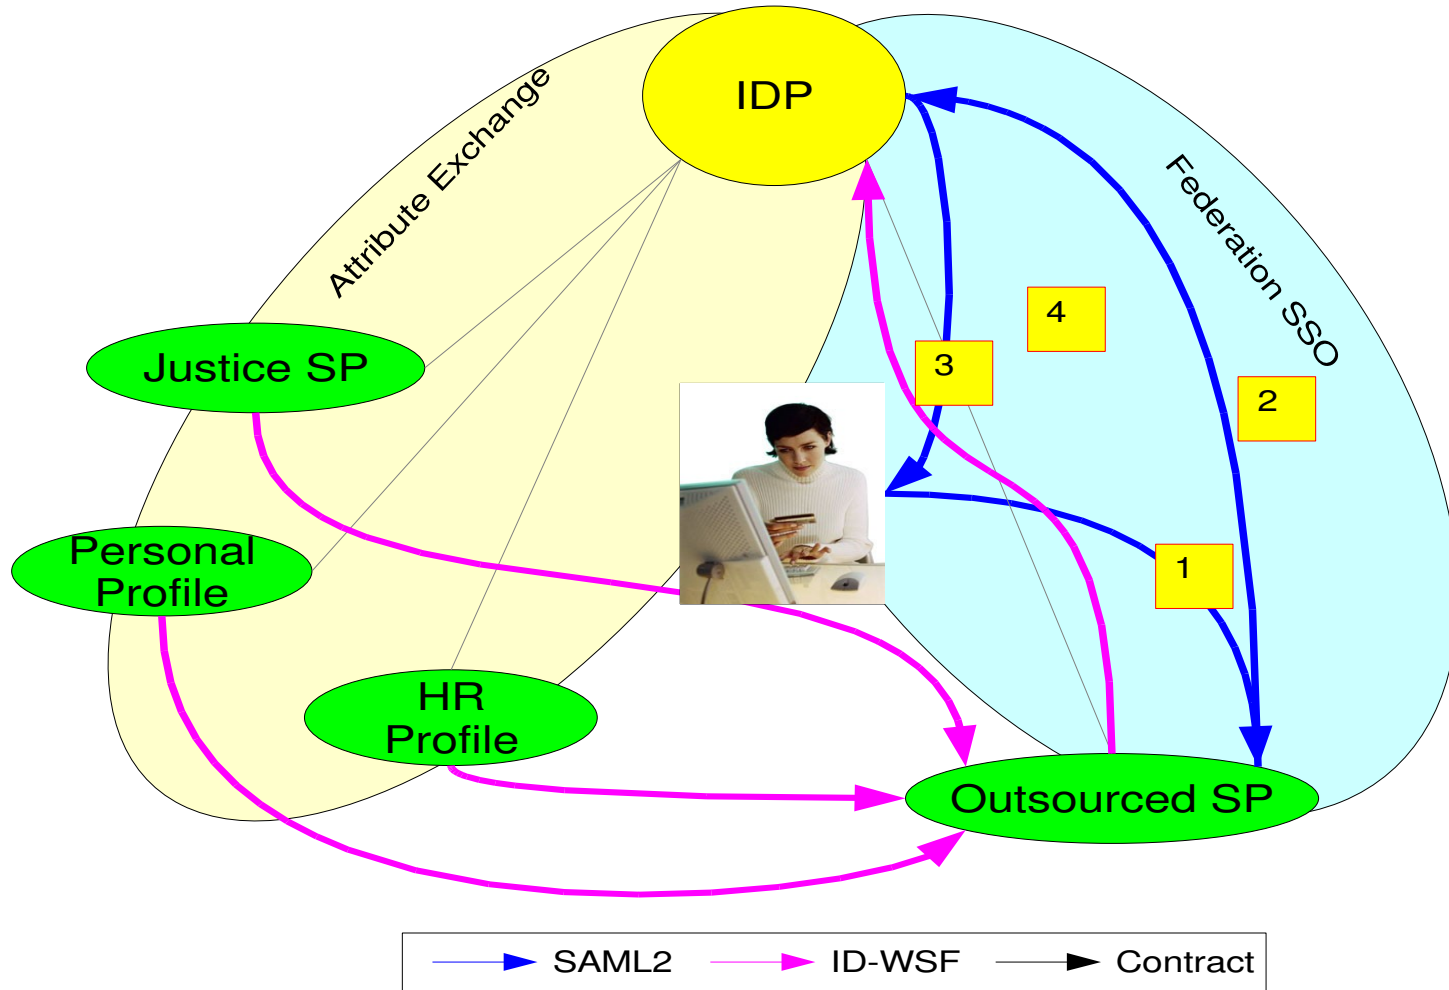 IDP
Attribute Exchange
Federation SSO
4
3
2
Justice SP
Personal
Profile
1
HR
Profile
Outsourced SP
SAML2
ID-WSF
Contract